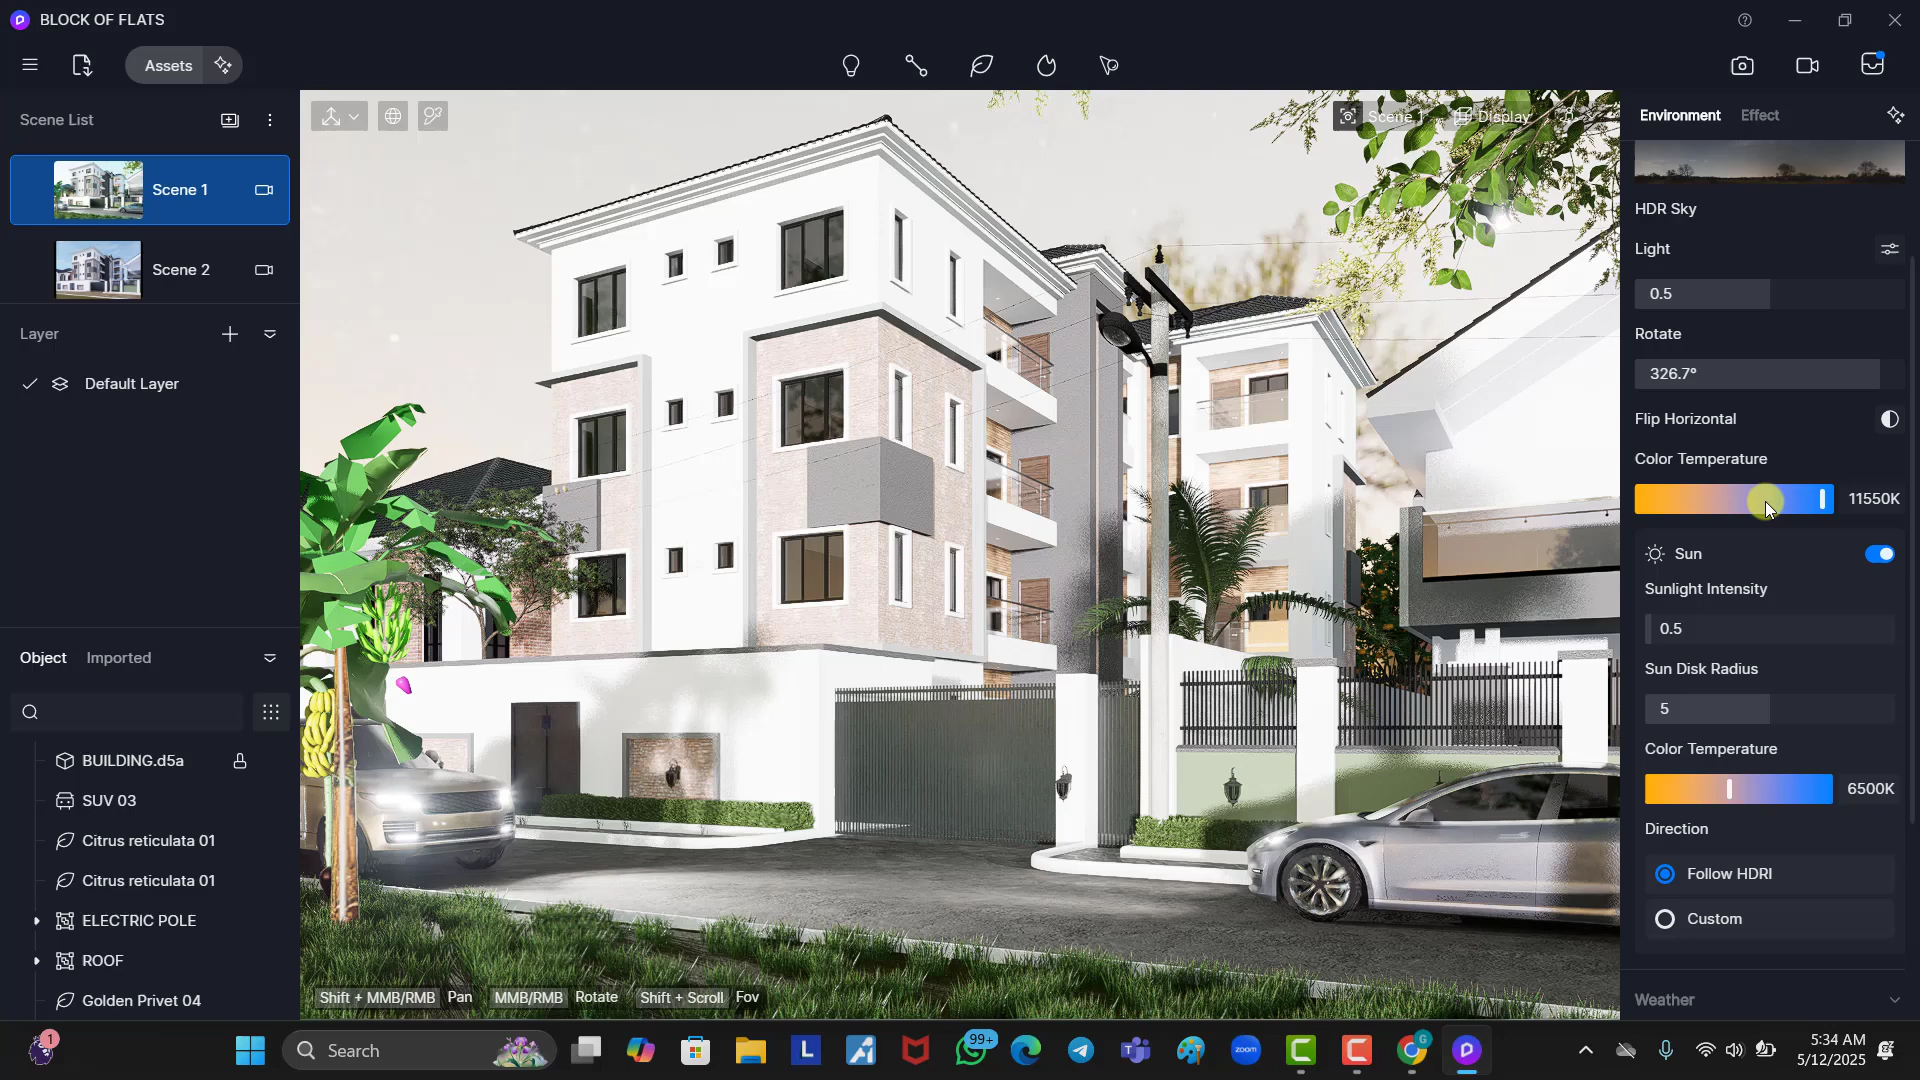 BLOCK OF FLATS
Assets
Scene List
Scene 1
Scene 2
Layer
Default Layer
Object Imported
BUILDING.d5a
SUV 03
Citrus reticulata 01
Citrus reticulata 01
ELECTRIC POLE
ROOF
Golden Privet 04
Scene 1
Display
Shift + MMB/RMB Pan MMB/RMB Rotate Shift + Scroll Fov
Environment Effect
HDR Sky
Light
0.5
Rotate
326.7°
Flip Horizontal
Color Temperature
11550K
Sun
Sunlight Intensity
0.5
Sun Disk Radius
5
Color Temperature
6500K
Direction
Follow HDRI
Custom
Weather
1
Search
99+
L
zoom
G
5:34 AM
5/12/2025